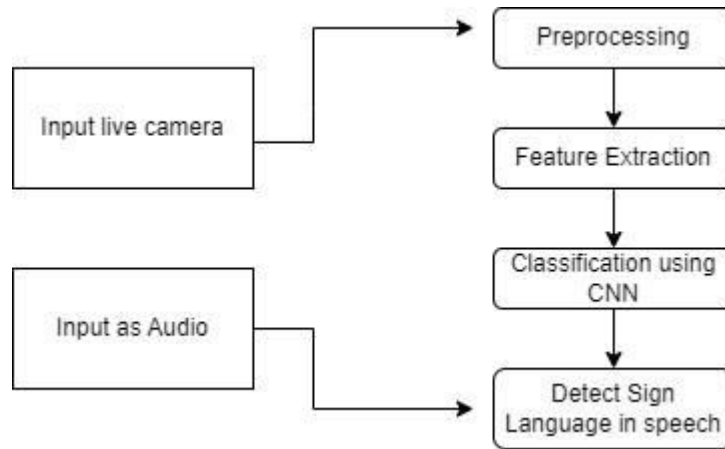 Preprocessing
Input live camera
Feature Extraction
Classification using
CNN
Input as Audio
Detect Sign
Language in speech